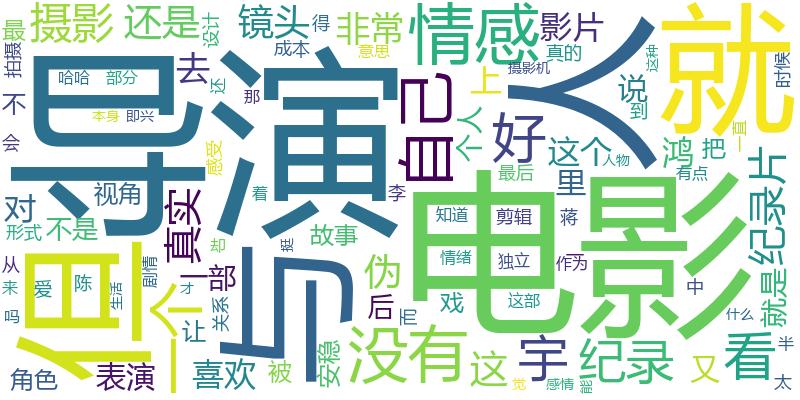 最
摄影
还是
设计
镜头
得
成本
非常
意思
情感
影片
真的
摄影机
人
就
说
到
这种
时候
拍摄
不
会
哈哈
部分
还
去
那
本身
即兴
感受
导演
自己
个人
上
好
这个
人物
里
鸿
把
有点
一直
片
对
视角
真实
着
李
电影
最后
知道
剪辑
蒋
形式
不是
但
与
岩
挺
故事
情绪
独立
作为
纪录片
从
来
吗
爱
陈
生活
剧情
一个
一部
才
关系
让
伪
后
而
戏
这部
中
就是
什么
角色
表演
喜欢
被
安稳
没有
这
觉
宇
感情
能
纪录
又
看
半
太